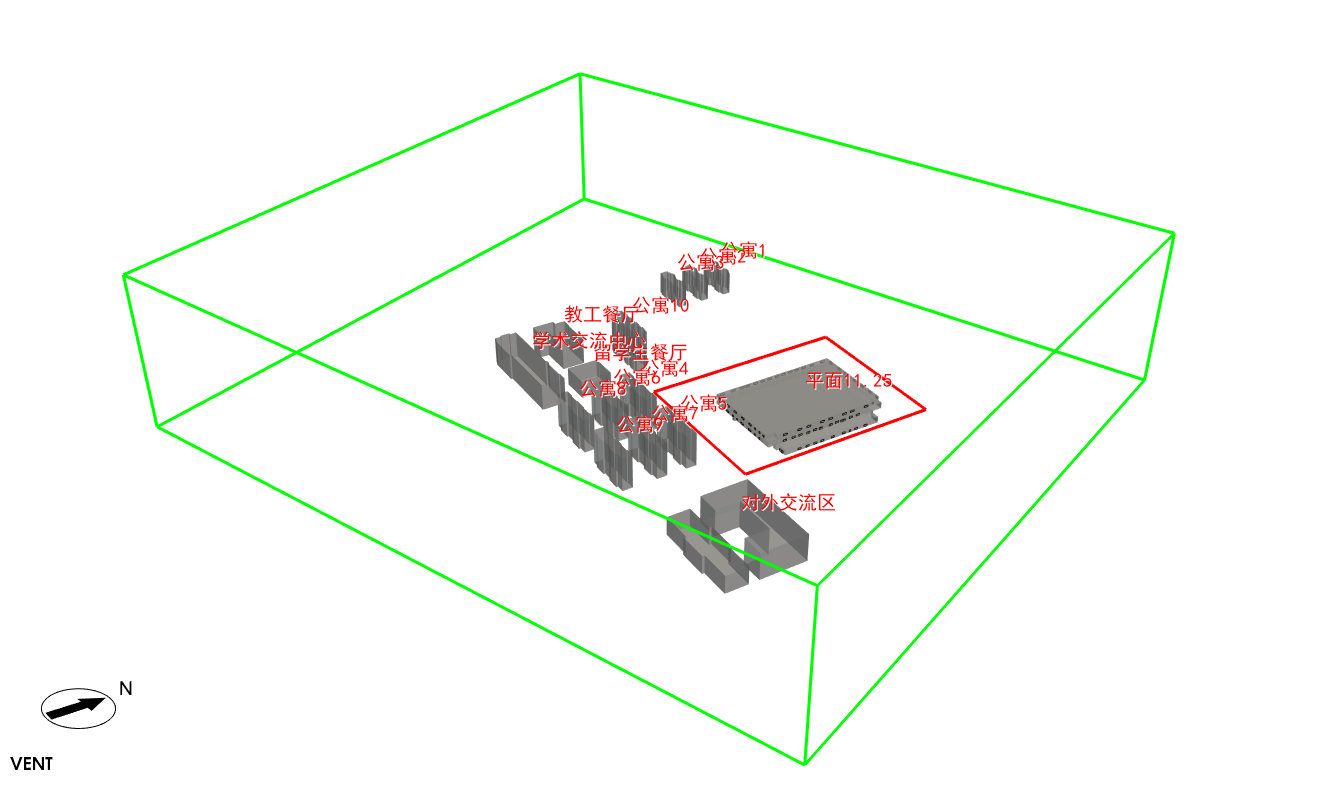 公寓1
公寓2
公寓3
公寓10
教工餐厅
学术交流中心
留学生餐厅
公寓4
公寓6
公寓8
公寓5
公寓7
公寓9
平面11.25
对外交流区
N
VENT